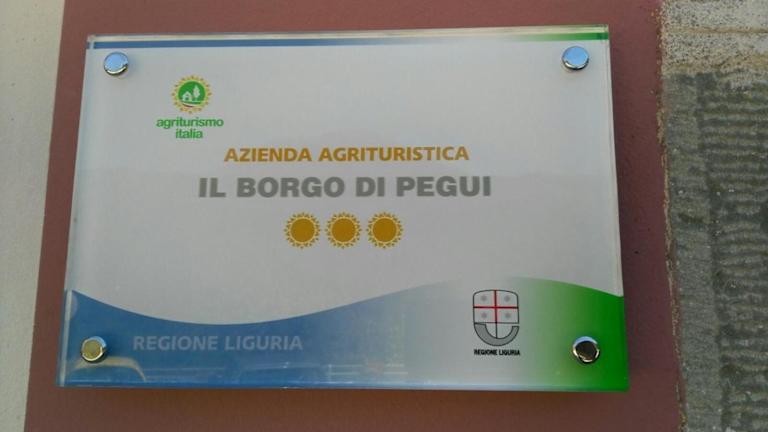 agriturismo
italia
AZIENDA AGRITURISTICA
IL BORGO DI PEGUI
REGIONE LIGURIA
REGIONE LIGURIA